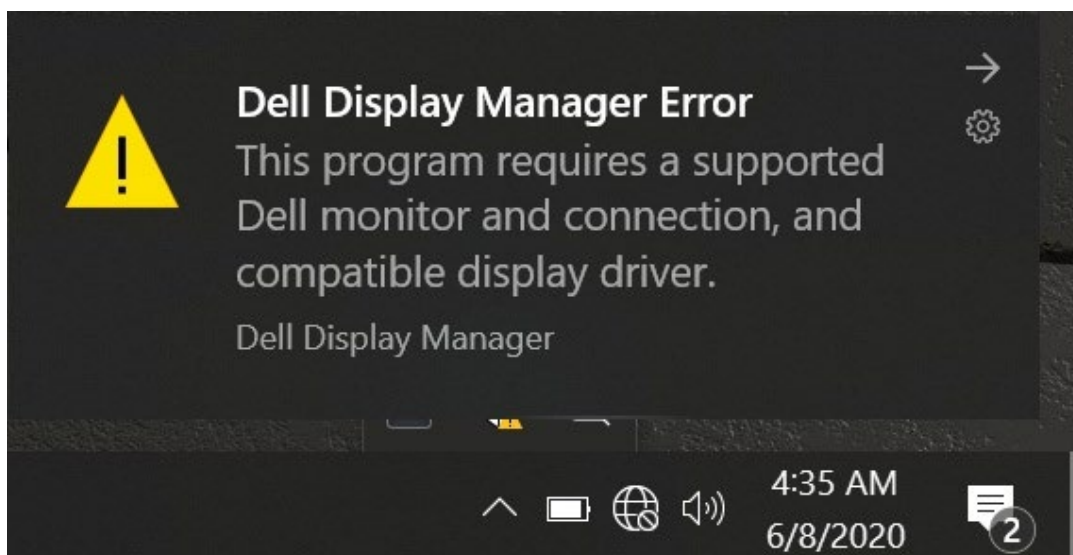 Dell Display Manager Error
This program requires a supported
Dell monitor and connection, and
compatible display driver.
Dell Display Manager
4:35 AM
6/8/2020
2